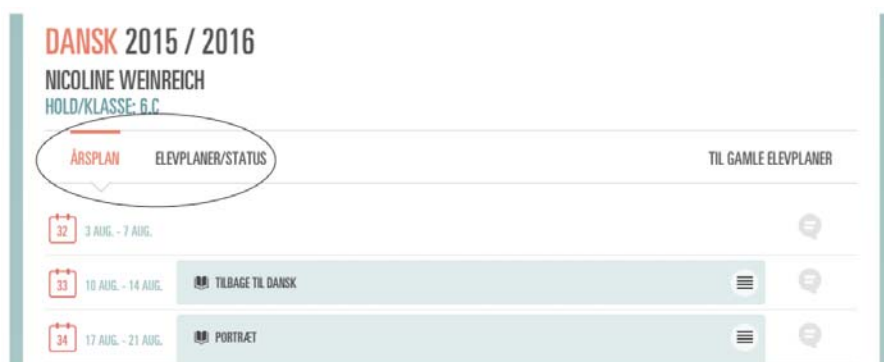 DANSK 2015 / 2016
NICOLINE WEINREICH
HOLD/KLASSE: 6.C
ÅRSPLAN ELEVPLANER/STATUS TIL GAMLE ELEVPLANER
32 3 AUG. - 7 AUG.
33 10 AUG. - 14 AUG. TILBAGE TIL DANSK
34 17 AUG. - 21 AUG. PORTRÆT